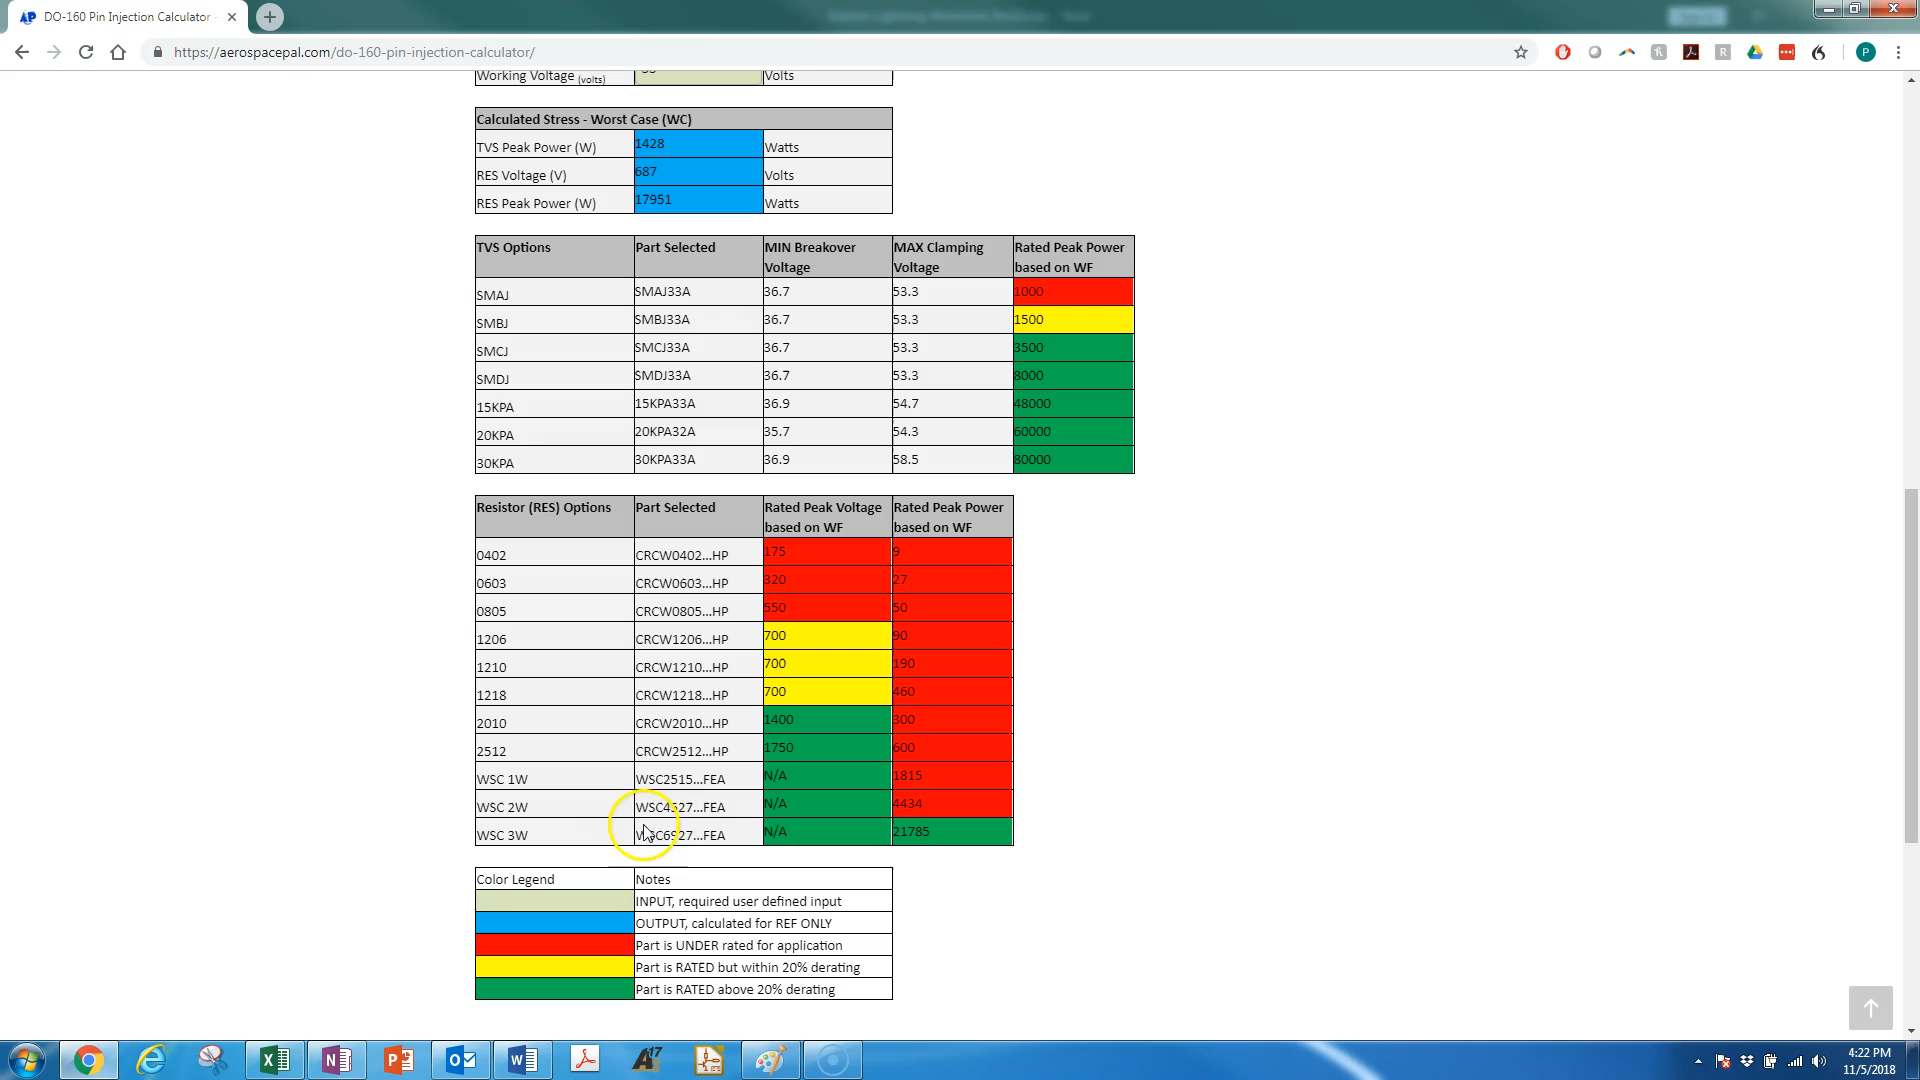 DO-160 Pin Injection Calculator
https://aerospacepal.com/do-160-pin-injection-calculator/
Working Voltage (volts) Volts
Calculated Stress - Worst Case (WC)
TVS Peak Power (W) 1428 Watts
RES Voltage (V) 687 Volts
RES Peak Power (W) 17951 Watts
TVS Options Part Selected MIN Breakover MAX Clamping Rated Peak Power
Voltage Voltage based on WF
SMAJ SMAJ33A 36.7 53.3 1000
SMBJ SMBJ33A 36.7 53.3 1500
SMCJ SMCJ33A 36.7 53.3 3500
SMDJ SMDJ33A 36.7 53.3 8000
15KPA 15KPA33A 36.9 54.7 48000
20KPA 20KPA32A 35.7 54.3 60000
30KPA 30KPA33A 36.9 58.5 80000
Resistor (RES) Options Part Selected Rated Peak Voltage Rated Peak Power
based on WF based on WF
0402 CRCW0402...HP 175 9
0603 CRCW0603...HP 320 27
0805 CRCW0805...HP 550 50
1206 CRCW1206...HP 700 90
1210 CRCW1210...HP 700 190
1218 CRCW1218...HP 700 460
2010 CRCW2010...HP 1400 300
2512 CRCW2512...HP 1750 600
WSC 1W WSC2515...FEA N/A 1815
WSC 2W WSC4527...FEA N/A 4434
WSC 3W WSC6927...FEA N/A 21785
Color Legend Notes
INPUT, required user defined input
OUTPUT, calculated for REF ONLY
Part is UNDER rated for application
Part is RATED but within 20% derating
Part is RATED above 20% derating
4:22 PM
11/5/2018